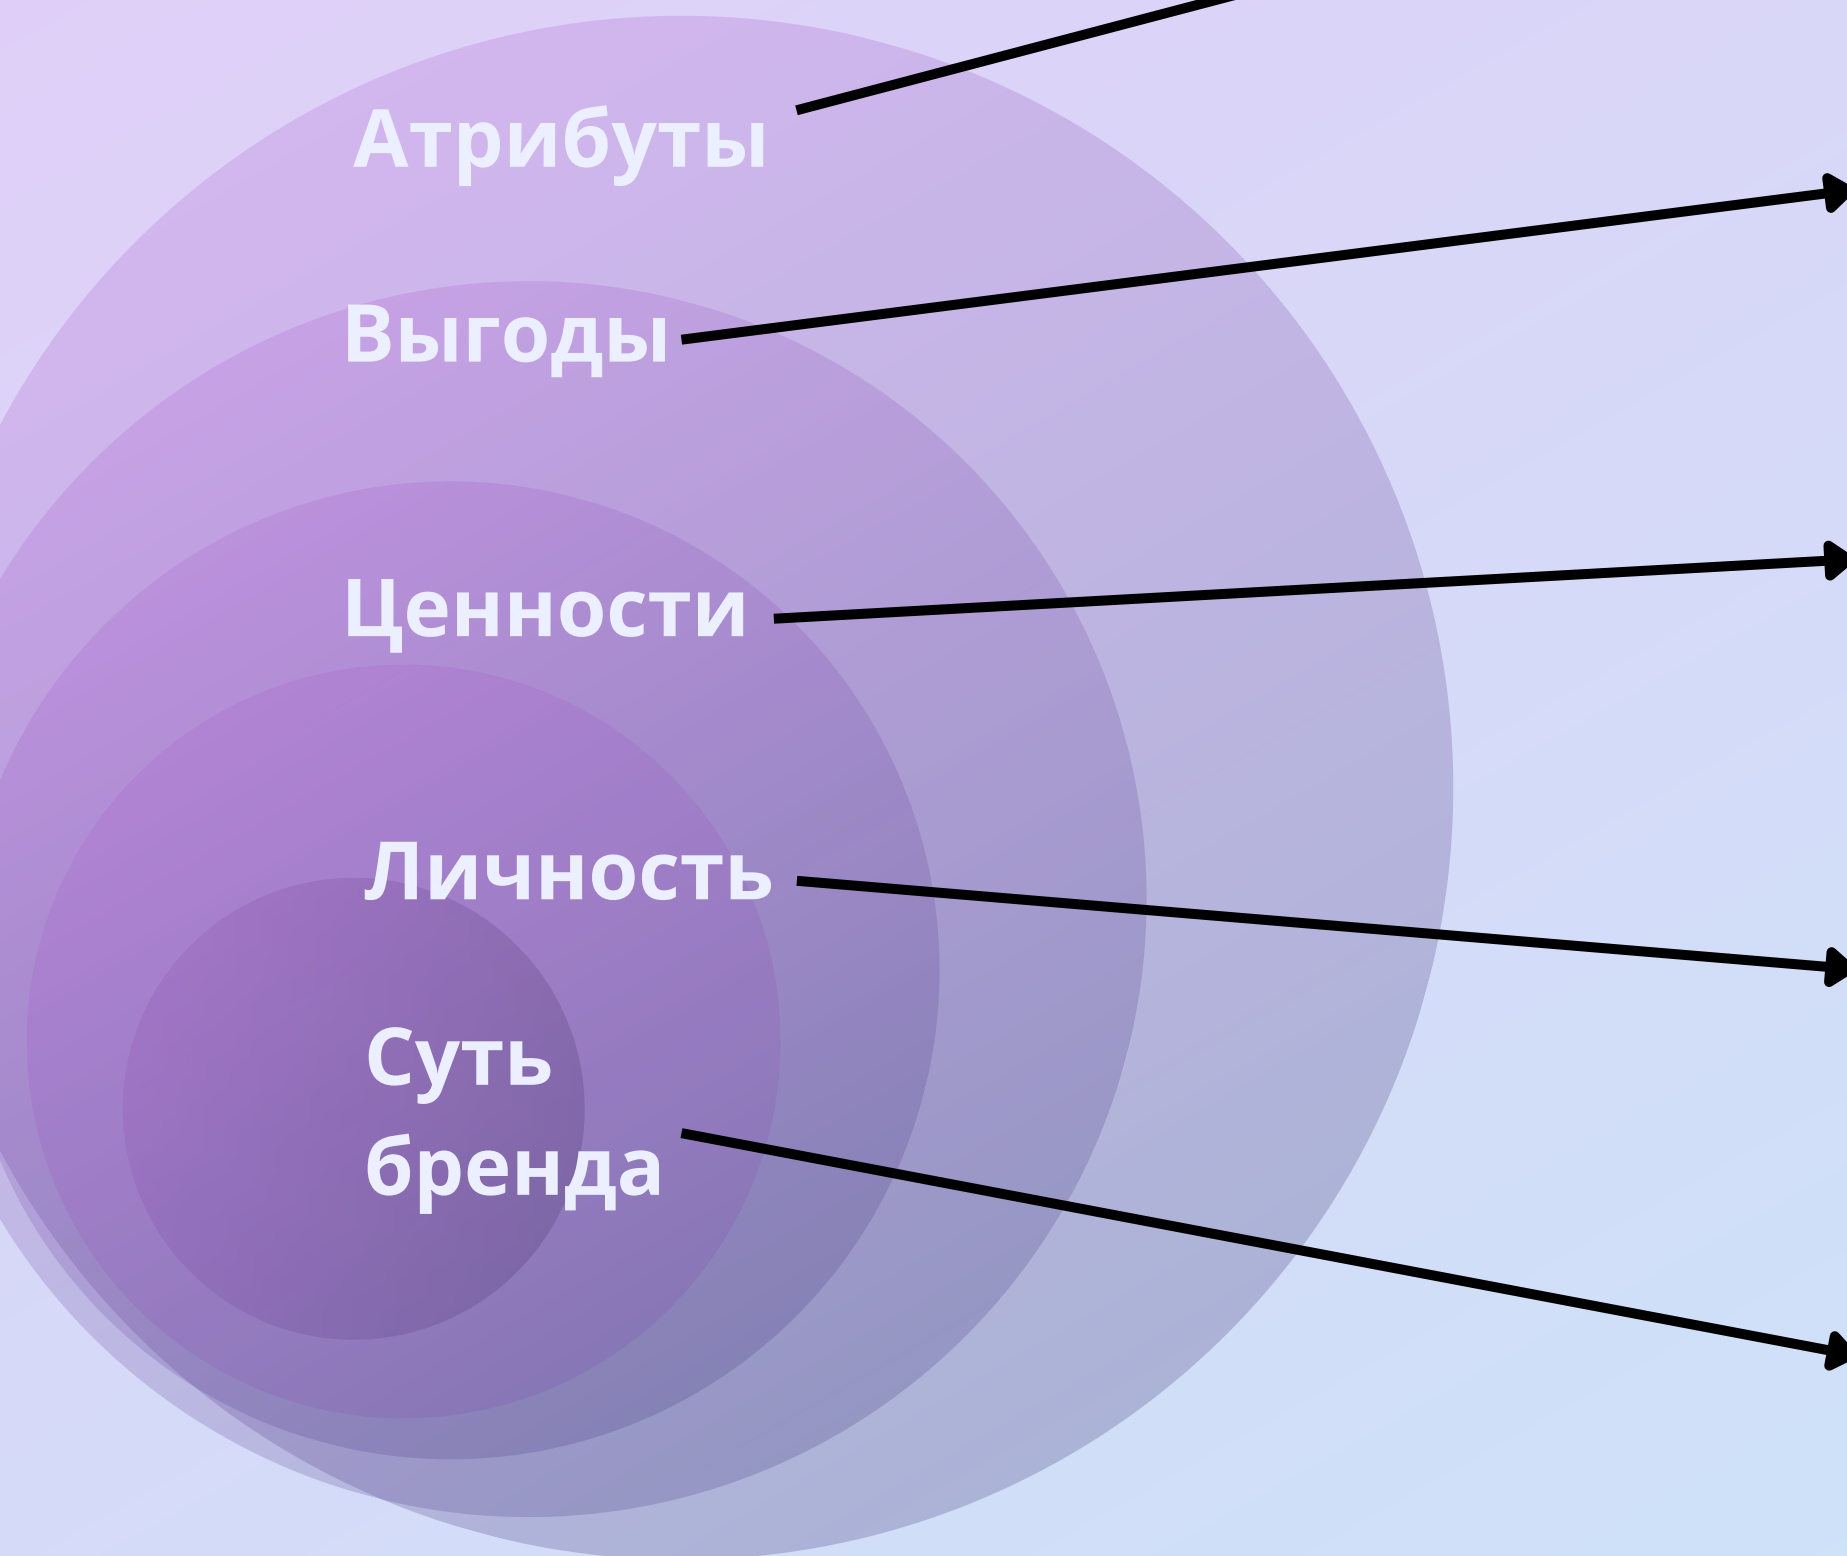 Атрибуты
Выгоды
Ценности
Личность
Суть
бренда